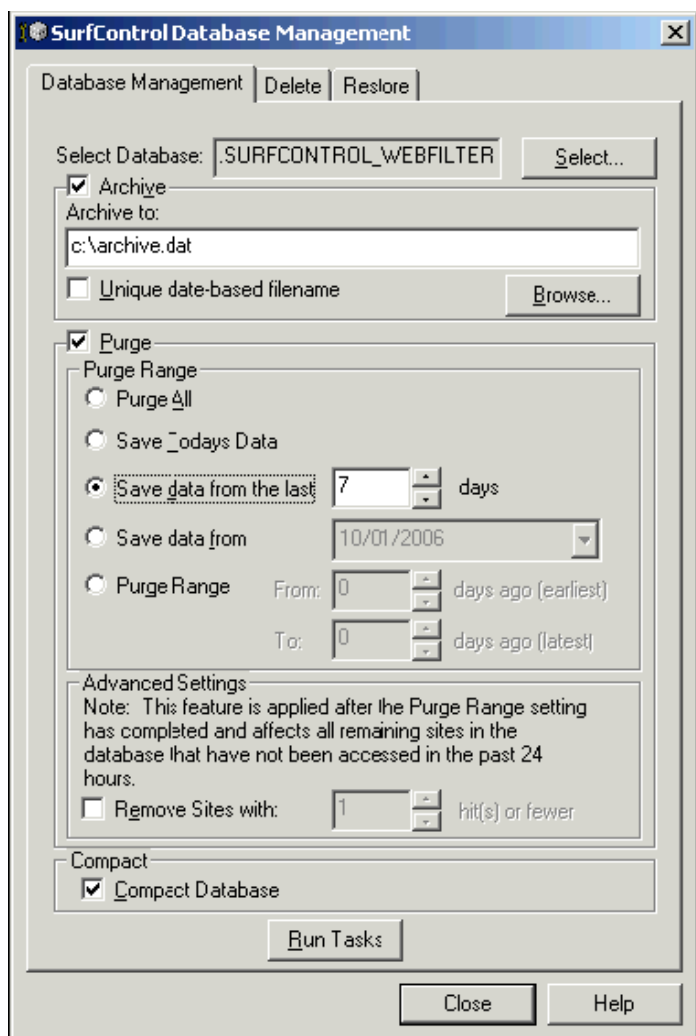 SurfControl Database Management
Database Management Delete Restore
Select Database: .SURFCONTROL_WEBFILTER Select...
Archive
Archive to:
c:\archive.dat
Unique date-based filename Browse...
Purge
Purge Range
Purge All
Save Todays Data
Save data from the last 7 days
Save data from 10/01/2006
Purge Range From: 0 days ago (earliest)
To: 0 days ago (latest)
Advanced Settings
Note: This feature is applied after the Purge Range setting
has completed and affects all remaining sites in the
database that have not been accessed in the past 24
hours.
Remove Sites with: 1 hit(s) or fewer
Compact
Compact Database
Run Tasks
Close Help